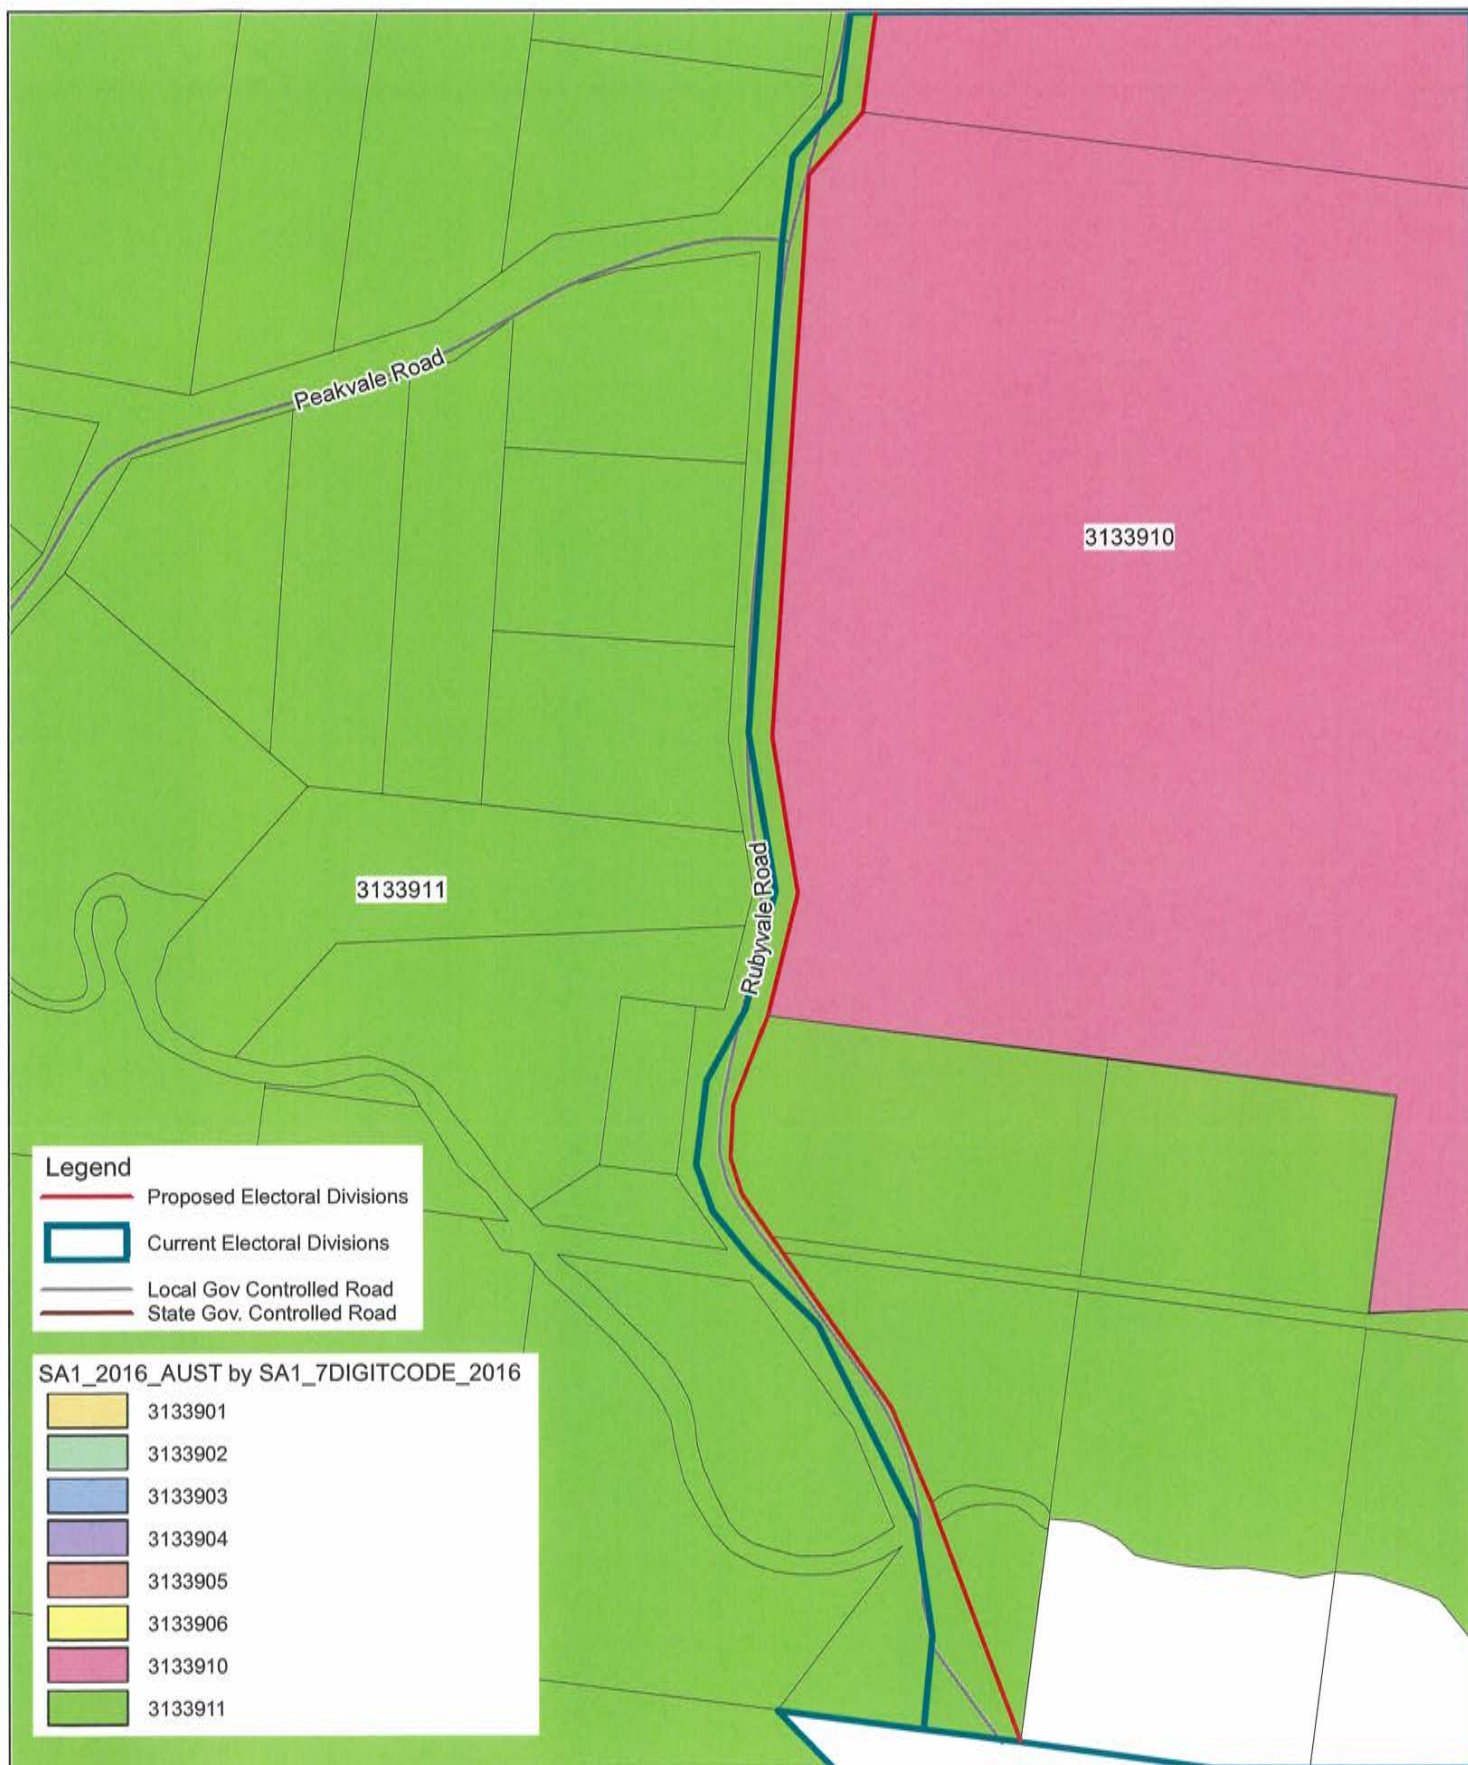 Peakvale Road
3133910
3133911
Rubyvale Road
Legend
Proposed Electoral Divisions
Current Electoral Divisions
Local Gov Controlled Road
State Gov. Controlled Road
SA1_2016_AUST by SA1_7DIGITCODE_2016
3133901
3133902
3133903
3133904
3133905
3133906
3133910
3133911